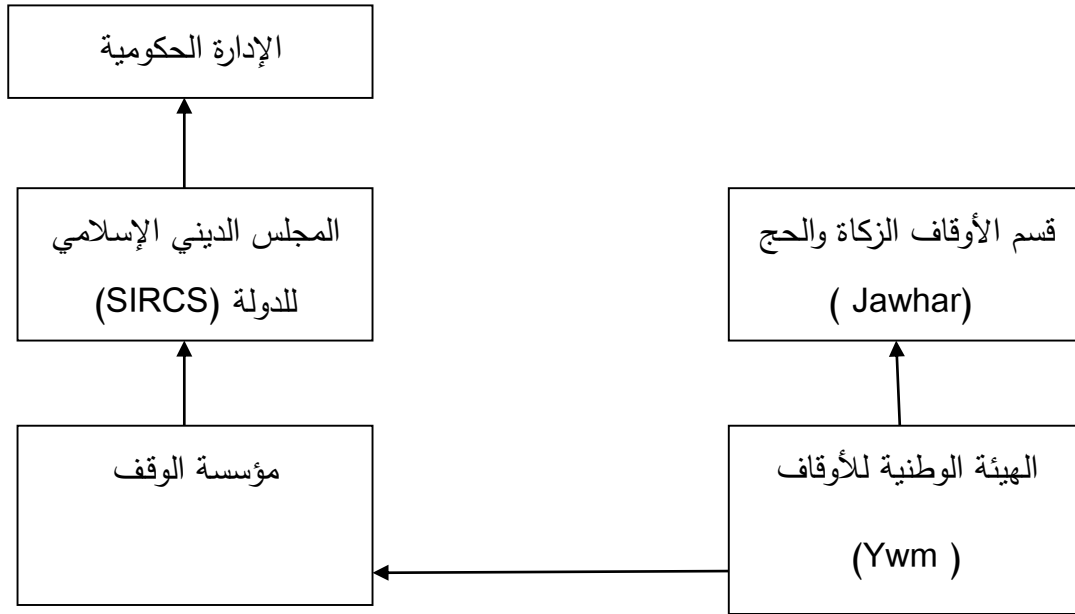 الإدارة الحكومية
قسم الأوقاف الزكاة والحج
(Jawhar )
المجلس الديني الإسلامي
للدولة (SIRCS)
الهيئة الوطنية للأوقاف
(Ywm )
مؤسسة الوقف